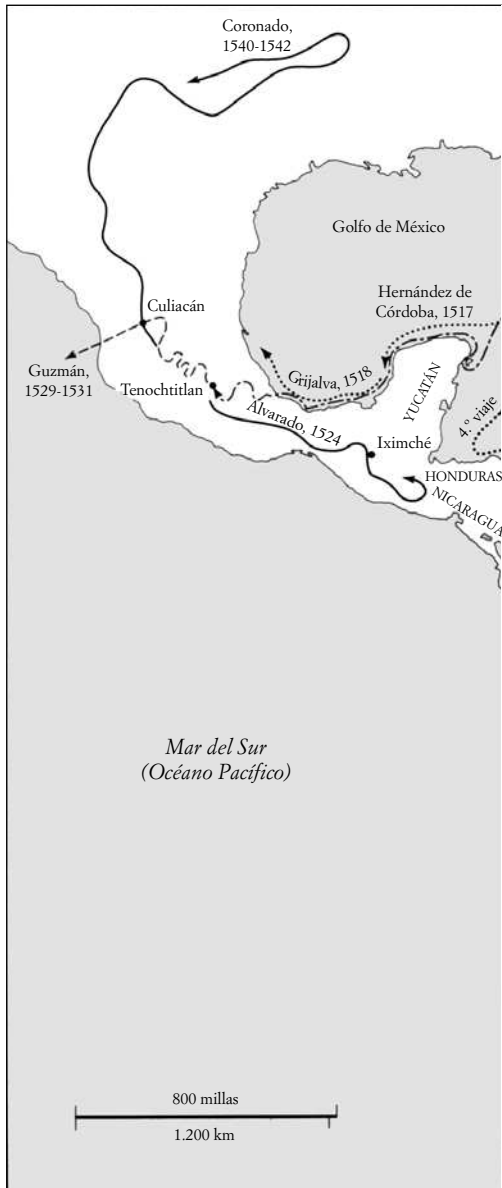 Coronado,
1540-1542
Golfo de México
Hernández de
Córdoba, 1517
Culiacán
Guzmán,
1529-1531
Grijalva, 1518
Tenochtitlan
YUCATÁN
4.º viaje
Alvarado, 1524
Iximché
HONDURAS
NICARAGUA
Mar del Sur
(Océano Pacífico)
800 millas
1.200 km